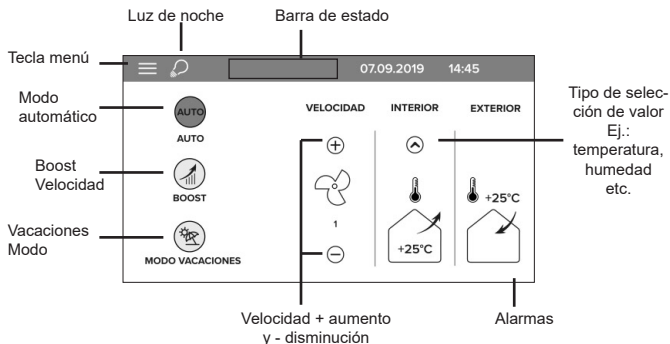 Luz de noche
Barra de estado
Tecla menú
07.09.2019 14:45
Modo
automático
AUTO
AUTO
VELOCIDAD
INTERIOR
EXTERIOR
Tipo de selec-
ción de valor
Ej.:
temperatura,
humedad
etc.
Boost
Velocidad
BOOST
+25°C
1
Vacaciones
Modo
MODO VACACIONES
+25°C
Velocidad + aumento
y - disminución
Alarmas